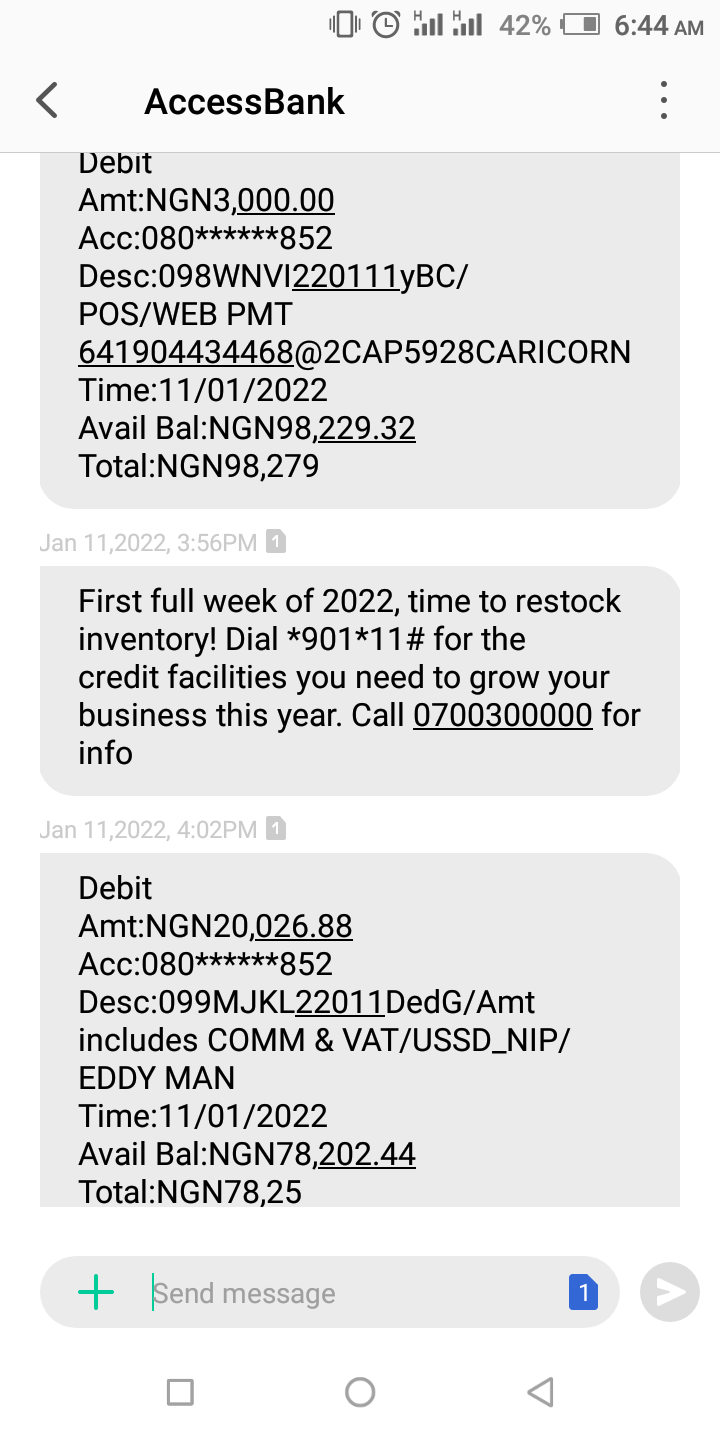 H H 42% 6:44 AM
AccessBank
Debit
Amt:NGN3,000.00
Acc:080******852
Desc:098WNVI220111yBC/
POS/WEB PMT
641904434468@2CAP5928CARICORN
Time:11/01/2022
Avail Bal:NGN98,229.32
Total:NGN98,279
Jan 11,2022, 3:56PM 1
First full week of 2022, time to restock
inventory! Dial *901*11# for the
credit facilities you need to grow your
business this year. Call 0700300000 for
info
Jan 11,2022, 4:02PM 1
Debit
Amt:NGN20,026.88
Acc:080******852
Desc:099MJKL22011DedG/Amt
includes COMM & VAT/USSD_NIP/
EDDY MAN
Time:11/01/2022
Avail Bal:NGN78,202.44
Total:NGN78,25
Send message 1